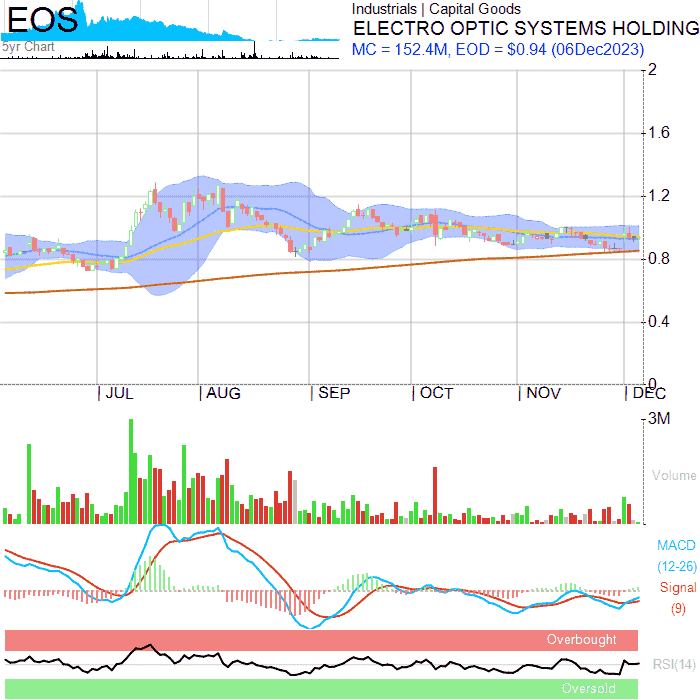 EOS
5yr Chart
Industrials | Capital Goods
ELECTRO OPTIC SYSTEMS HOLDING
MC = 152.4M, EOD = $0.94 (06Dec2023)
2
1.6
1.2
0.8
0.4
0
JUL
AUG
SEP
OCT
NOV
DEC
3M
Volume
MACD
(12-26)
Signal
(9)
Overbought
RSI(14)
Oversold